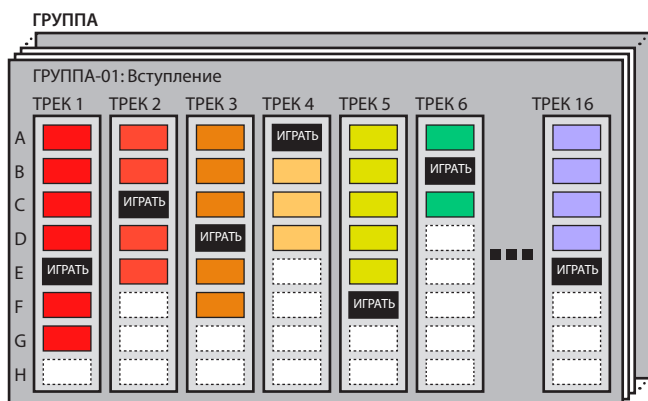 ГРУППА
ГРУППА-01: Вступление
ТРЕК 1 ТРЕК 2 ТРЕК 3 ТРЕК 4 ТРЕК 5 ТРЕК 6 ТРЕК 16
A ИГРАТЬ
B ИГРАТЬ
C ИГРАТЬ
D ИГРАТЬ
E ИГРАТЬ ИГРАТЬ
F ИГРАТЬ
G
H